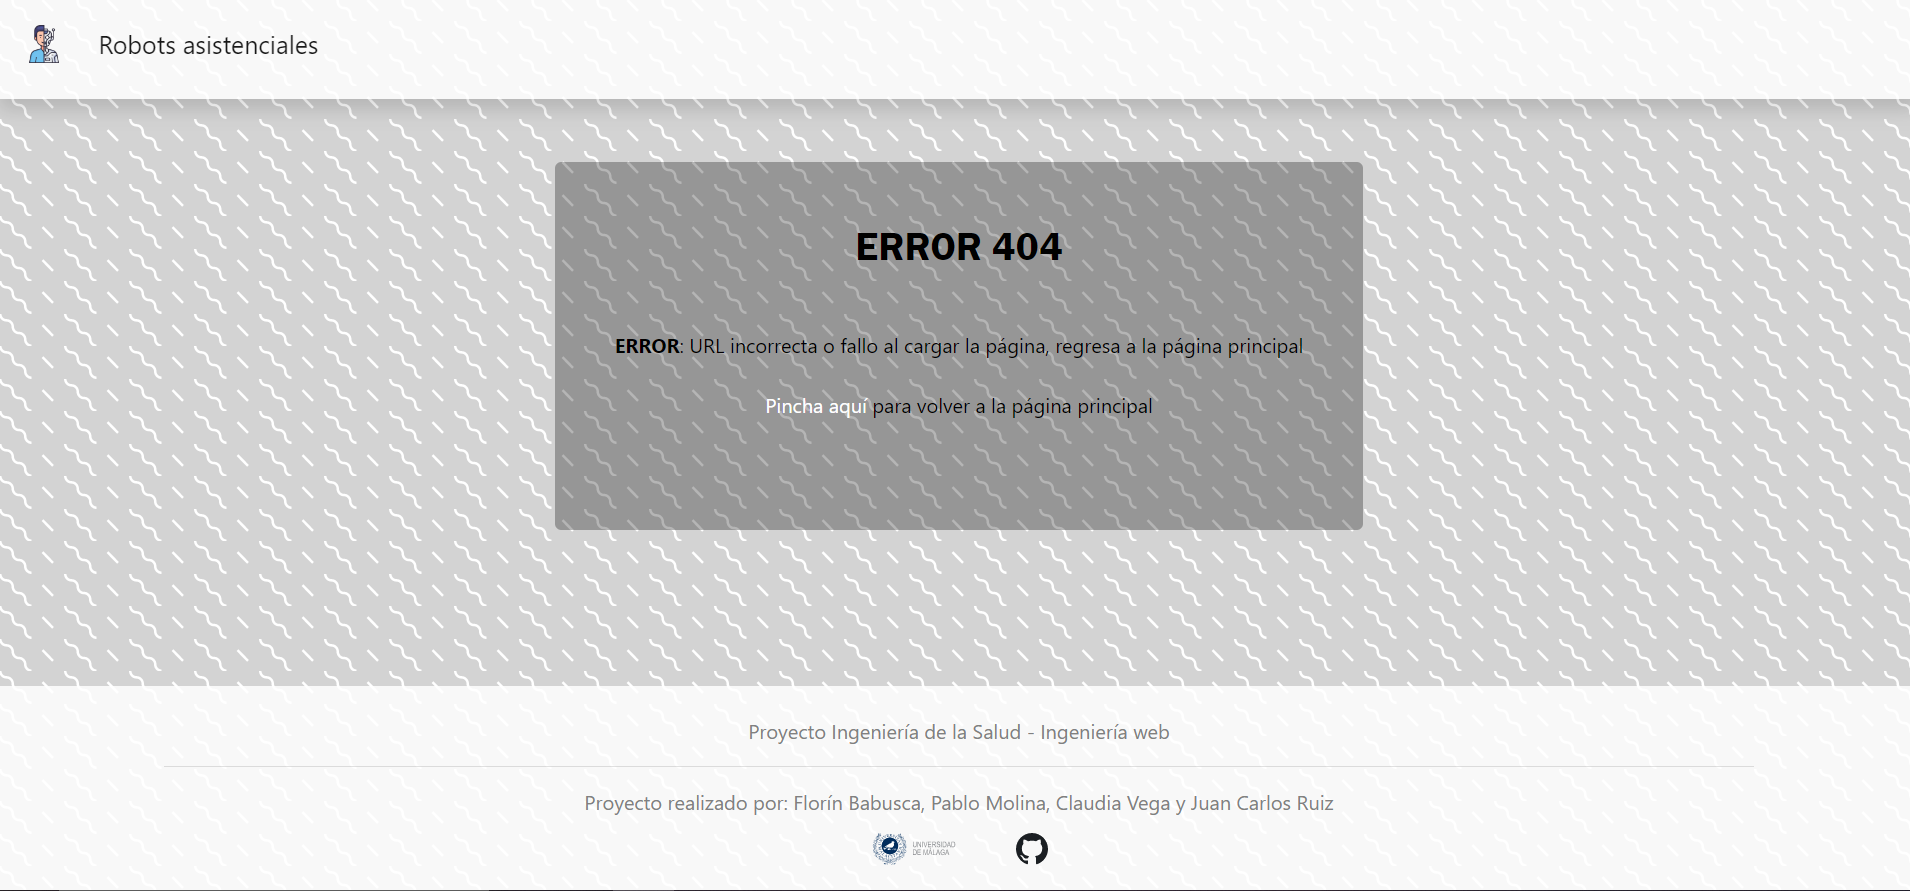 Robots asistenciales
ERROR 404
ERROR: URL incorrecta o fallo al cargar la página, regresa a la página principal
Pincha aquí para volver a la página principal
Proyecto Ingeniería de la Salud - Ingeniería web
Proyecto realizado por: Florín Babusca, Pablo Molina, Claudia Vega y Juan Carlos Ruiz
UNIVERSIDAD
DE MÁLAGA